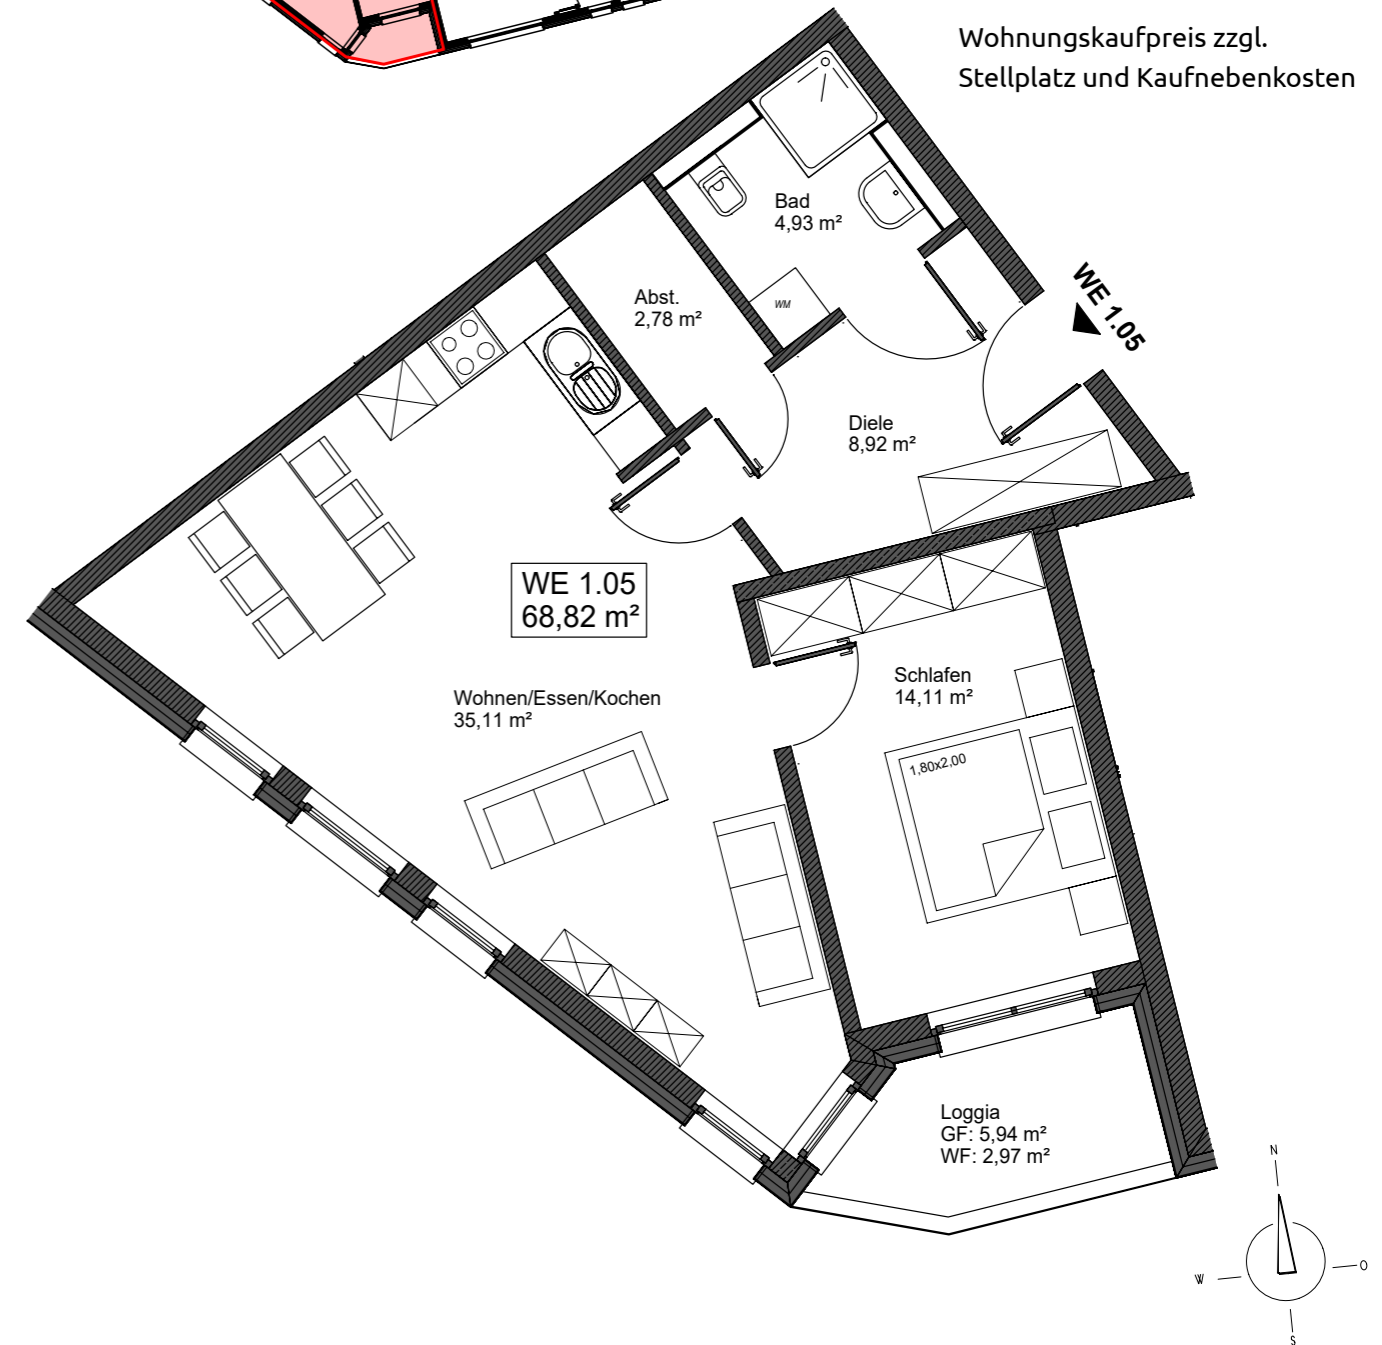 Wohnungskaufpreis zzgl.
Stellplatz und Kaufnebenkosten
Bad
4,93 m²
WE 1.05
Abst.
2,78 m²
WM
Diele
8,92 m²
WE 1.05
68,82 m²
Schlafen
14,11 m²
Wohnen/Essen/Kochen
35,11 m²
1,80x2,00
Loggia
GF: 5,94 m²
WF: 2,97 m²
N
W
O
S